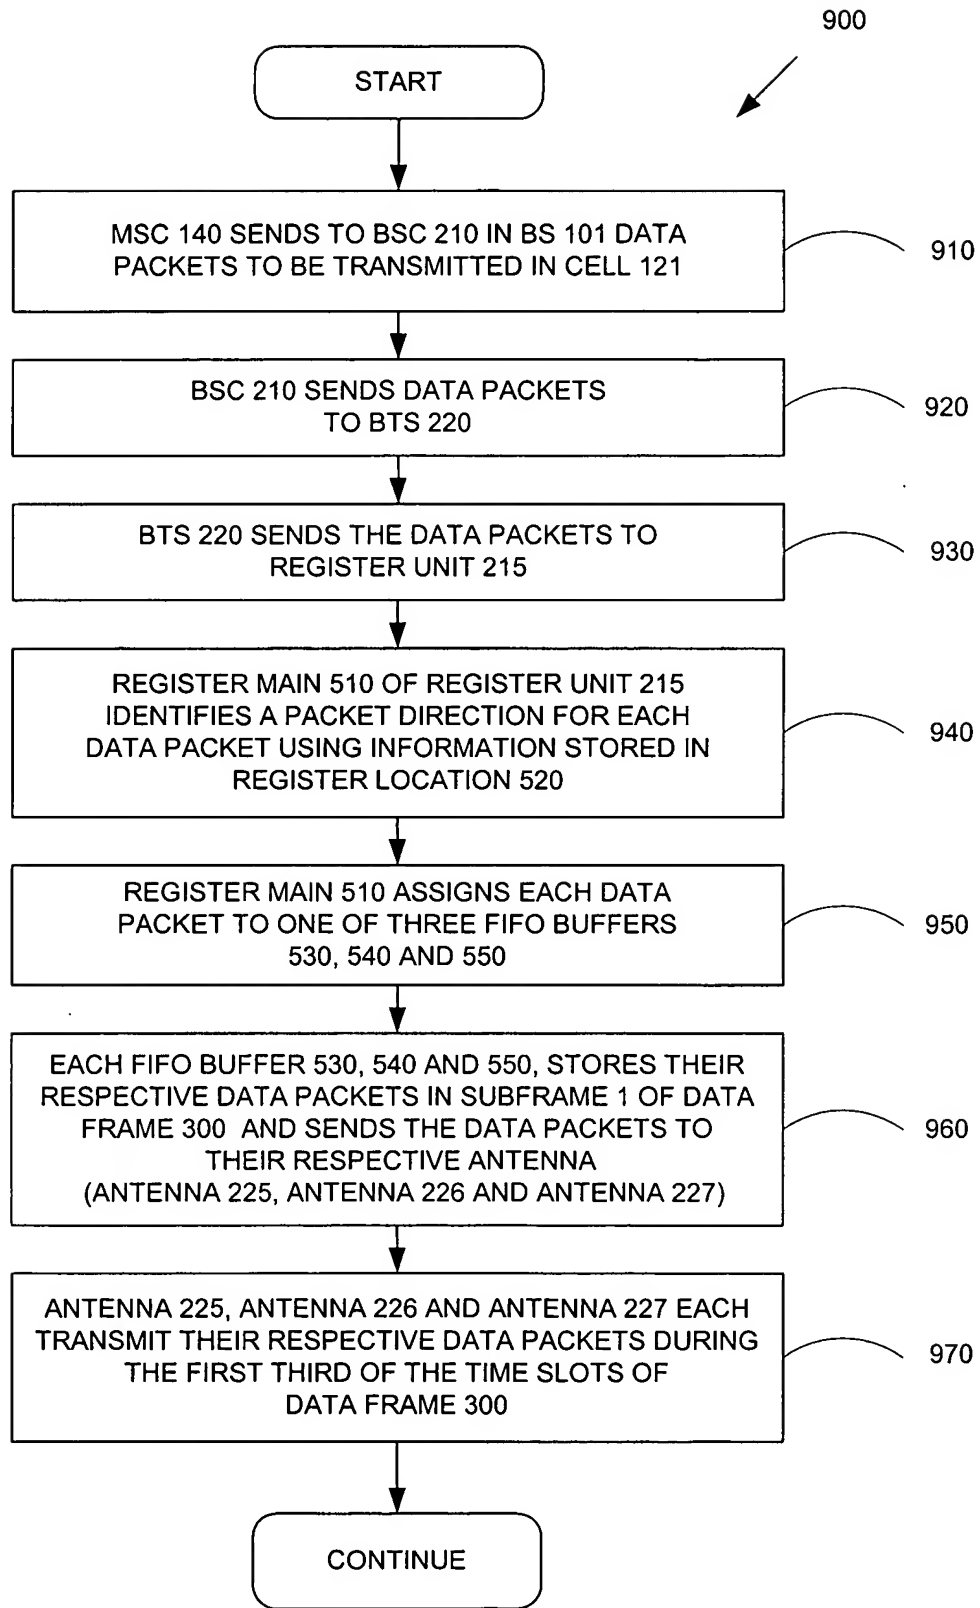 900
START
MSC 140 SENDS TO BSC 210 IN BS 101 DATA
PACKETS TO BE TRANSMITTED IN CELL 121
910
BSC 210 SENDS DATA PACKETS
TO BTS 220
920
BTS 220 SENDS THE DATA PACKETS TO
REGISTER UNIT 215
930
REGISTER MAIN 510 OF REGISTER UNIT 215
IDENTIFIES A PACKET DIRECTION FOR EACH
DATA PACKET USING INFORMATION STORED IN
REGISTER LOCATION 520
940
REGISTER MAIN 510 ASSIGNS EACH DATA
PACKET TO ONE OF THREE FIFO BUFFERS
530, 540 AND 550
950
EACH FIFO BUFFER 530, 540 AND 550, STORES THEIR
RESPECTIVE DATA PACKETS IN SUBFRAME 1 OF DATA
FRAME 300 AND SENDS THE DATA PACKETS TO
THEIR RESPECTIVE ANTENNA
(ANTENNA 225, ANTENNA 226 AND ANTENNA 227)
960
ANTENNA 225, ANTENNA 226 AND ANTENNA 227 EACH
TRANSMIT THEIR RESPECTIVE DATA PACKETS DURING
THE FIRST THIRD OF THE TIME SLOTS OF
DATA FRAME 300
970
CONTINUE